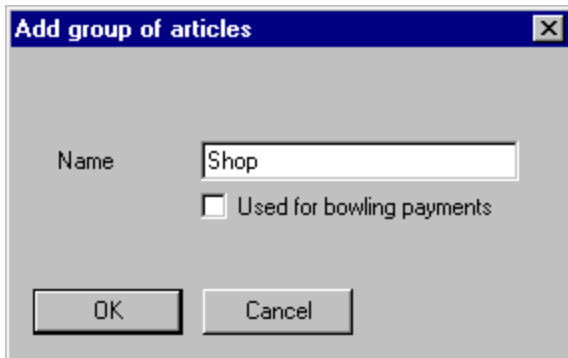 Add group of articles
Name
Shop
Used for bowling payments
OK
Cancel